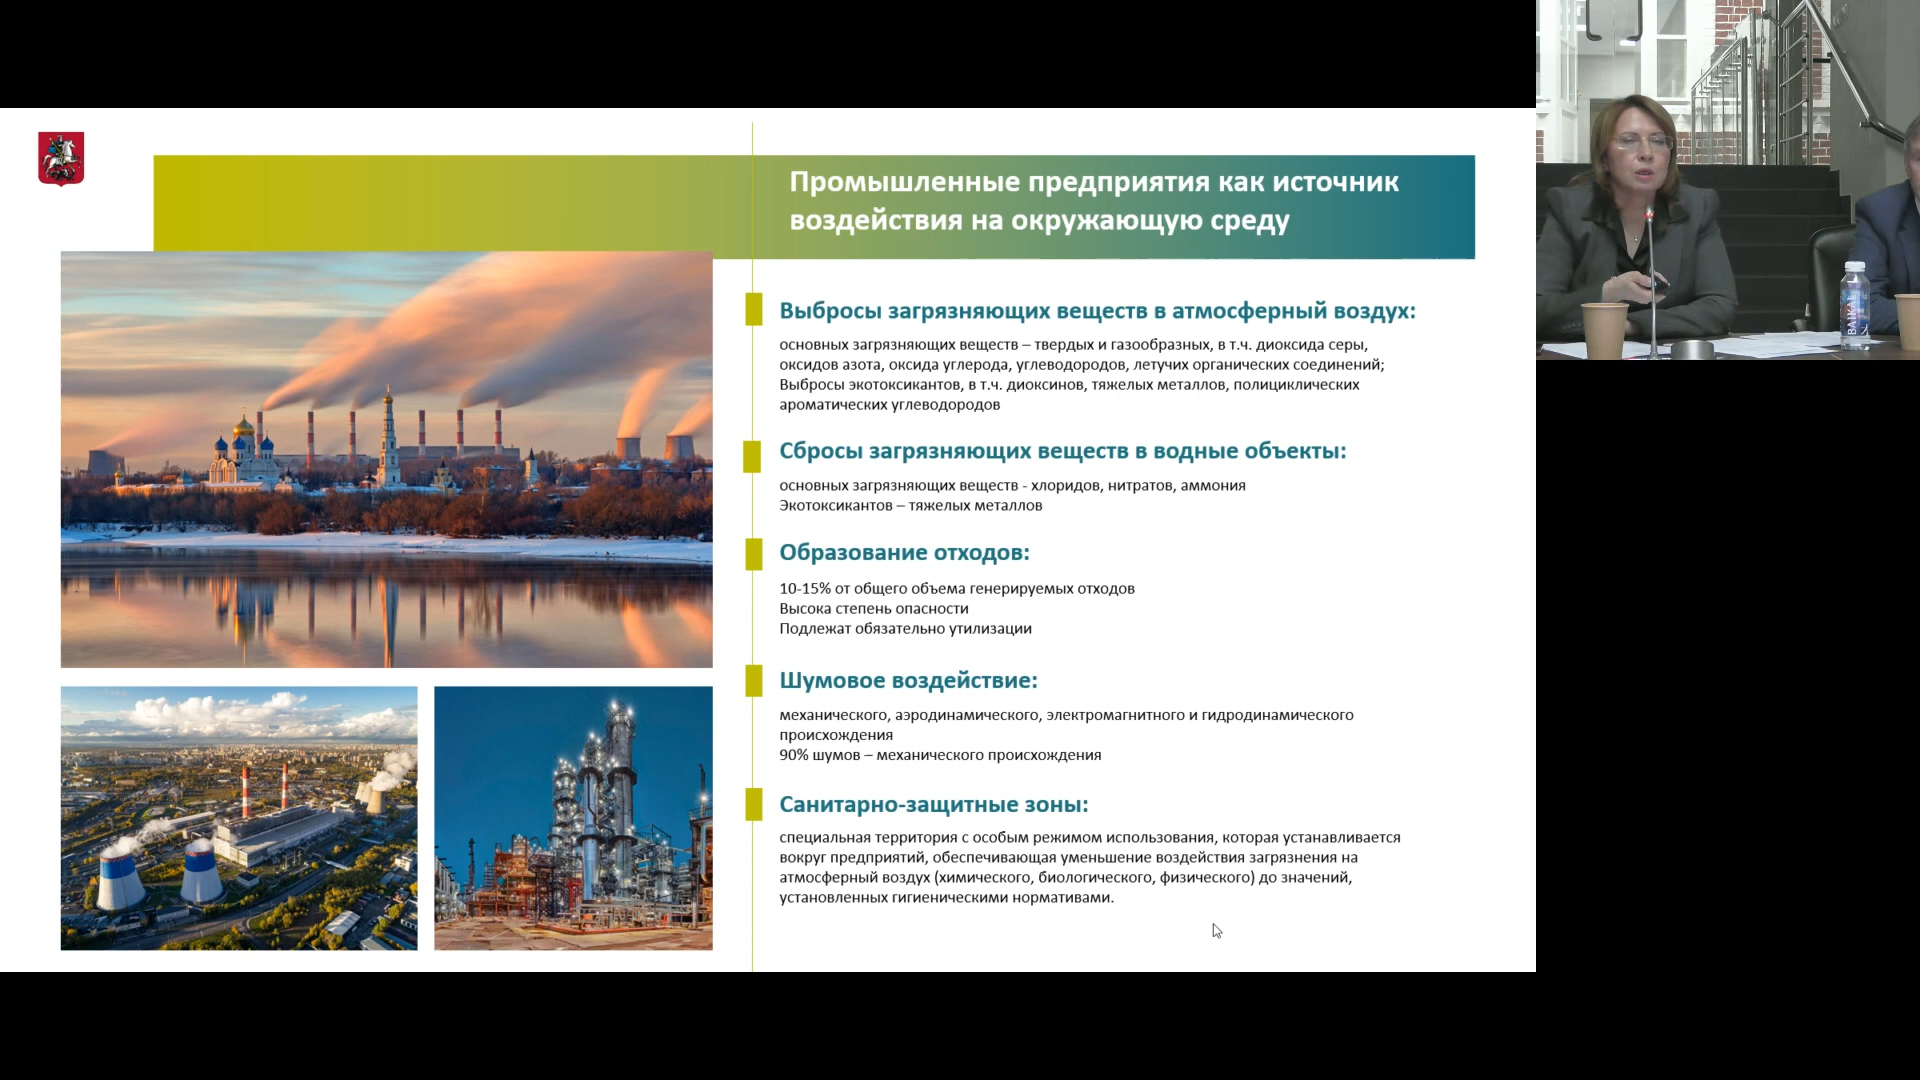 Промышленные предприятия как источник
воздействия на окружающую среду
Выбросы загрязняющих веществ в атмосферный воздух:
основных загрязняющих веществ – твердых и газообразных, в т.ч. диоксида серы,
оксидов азота, оксида углерода, углеводородов, летучих органических соединений;
Выбросы экотоксикантов, в т.ч. диоксинов, тяжелых металлов, полициклических
ароматических углеводородов
Сбросы загрязняющих веществ в водные объекты:
основных загрязняющих веществ - хлоридов, нитратов, аммония
Экотоксикантов – тяжелых металлов
Образование отходов:
10-15% от общего объема генерируемых отходов
Высока степень опасности
Подлежат обязательно утилизации
Шумовое воздействие:
механического, аэродинамического, электромагнитного и гидродинамического
происхождения
90% шумов – механического происхождения
Санитарно-защитные зоны:
специальная территория с особым режимом использования, которая устанавливается
вокруг предприятий, обеспечивающая уменьшение воздействия загрязнения на
атмосферный воздух (химического, биологического, физического) до значений,
установленных гигиеническими нормативами.
BAIKAL